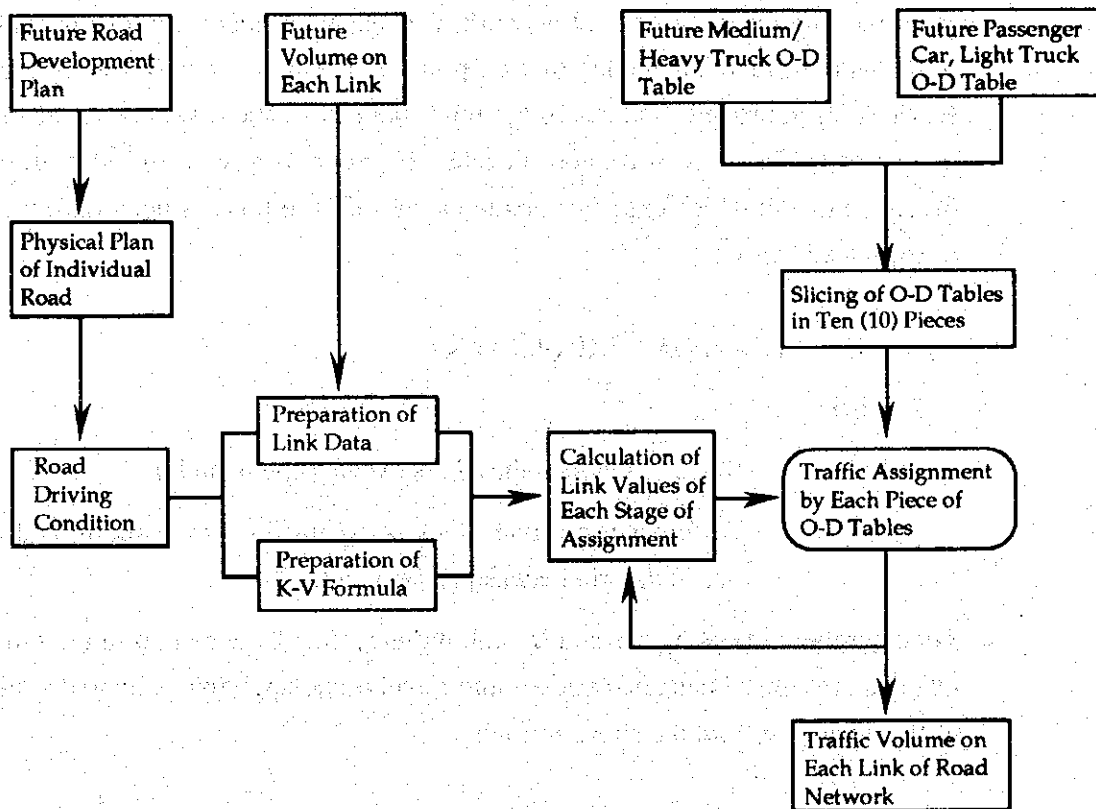 Future Road
Development
Plan
Future
Volume on
Each Link
Future Medium/
Heavy Truck O-D
Table
Future Passenger
Car, Light Truck
O-D Table
Physical Plan
of Individual
Road
Slicing of O-D Tables
in Ten (10) Pieces
Road
Driving
Condition
Preparation of
Link Data
Preparation of
K-V Formula
Calculation of
Link Values of
Each Stage of
Assignment
Traffic Assignment
by Each Piece of
O-D Tables
Traffic Volume on
Each Link of Road
Network